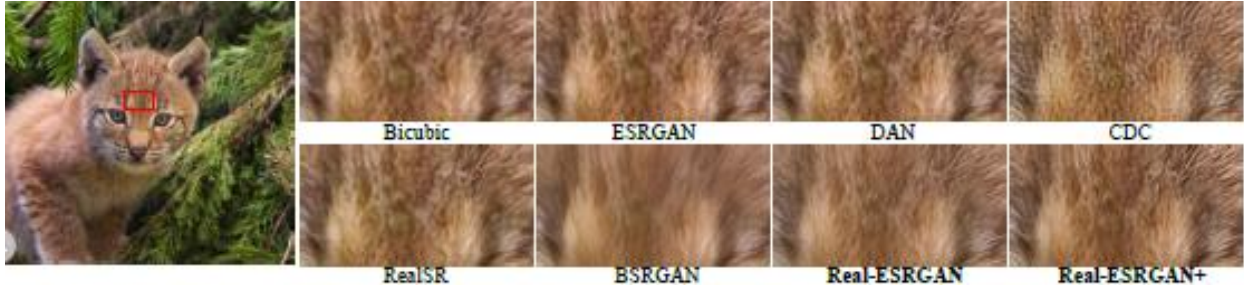 Bicubic ESRGAN DAN CDC
RealSR BSRGAN Real-ESRGAN Real-ESRGAN+